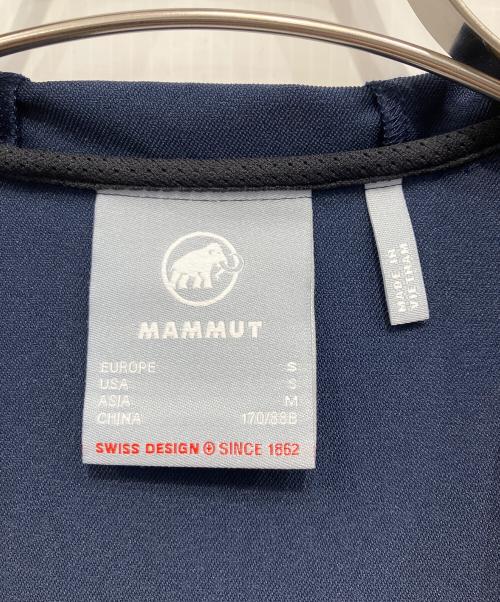 MAMMUT
EUROPE S
USA S
ASIA M
CHINA 170/88B
SWISS DESIGN SINCE 1862
MADE IN
VIETNAM